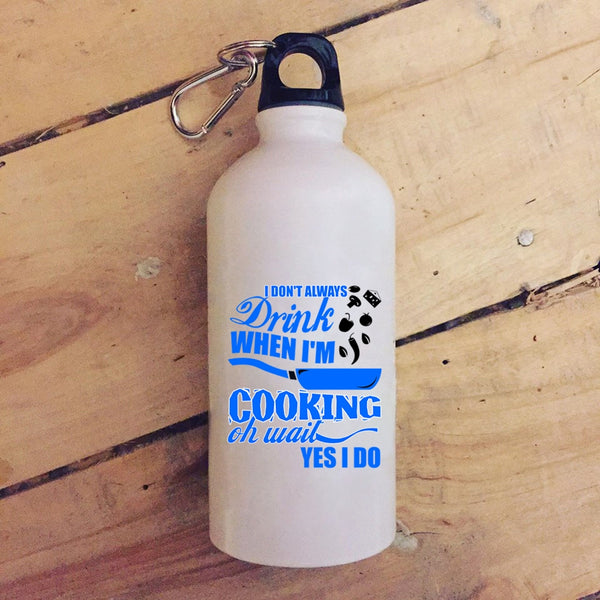 I DON'T ALWAYS
Drink
WHEN I'M
COOKING
oh wait
YES I DO